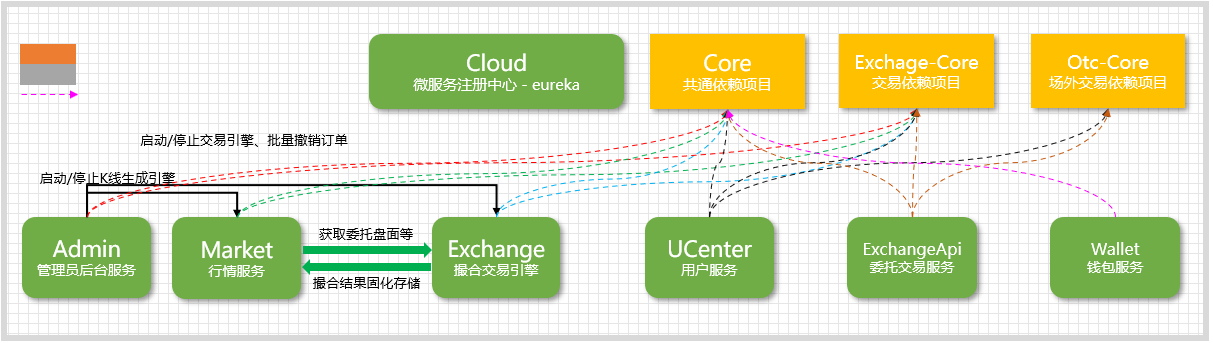 Cloud
微服务注册中心 - eureka
Core
共通依赖项目
Exchage-Core
交易依赖项目
Otc-Core
场外交易依赖项目
启动/停止交易引擎、批量撤销订单
启动/停止K线生成引擎
Admin
管理员后台服务
Market
行情服务
获取委托盘面等
撮合结果固化存储
Exchange
撮合交易引擎
UCenter
用户服务
ExchangeApi
委托交易服务
Wallet
钱包服务